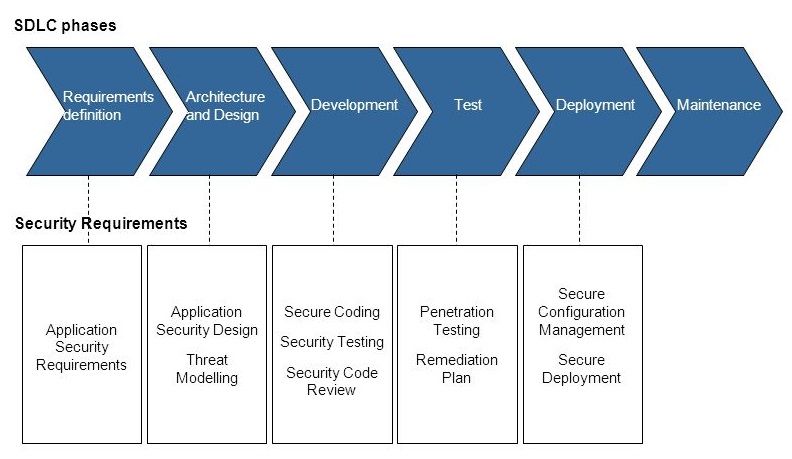 SDLC phases
Requirements
definition
Architecture
and Design
Development
Test
Deployment
Maintenance
Security Requirements
Application
Security
Requirements
Application
Security Design
Threat
Modelling
Secure Coding
Security Testing
Security Code
Review
Penetration
Testing
Remediation
Plan
Secure
Configuration
Management
Secure
Deployment